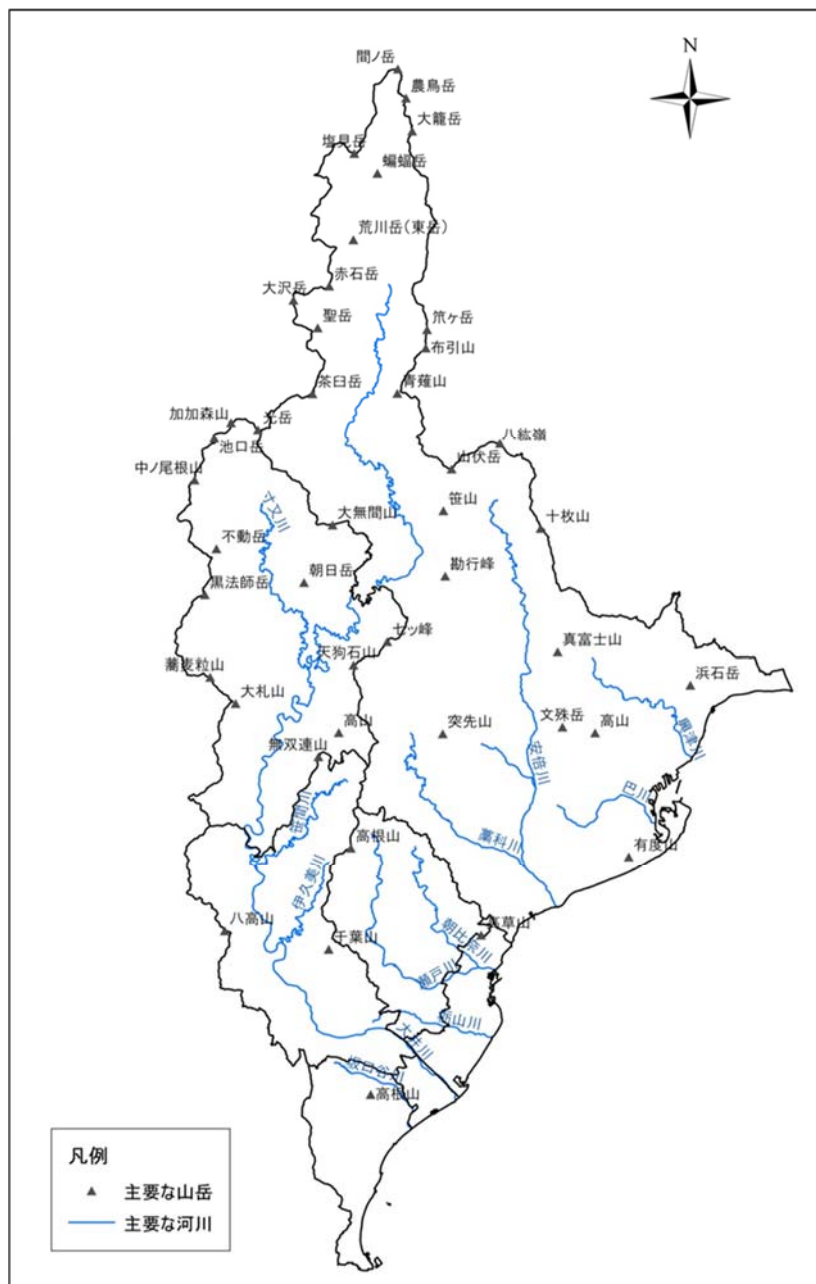 間ノ岳
N
農鳥岳
大籠岳
塩見岳
蝙蝠岳
荒川岳(東岳)
赤石岳
大沢岳
聖岳
笊ヶ岳
布引山
茶臼岳
青薙山
加加森山
光岳
池口岳
八紘嶺
山伏岳
中ノ尾根山
笹山
寸又川
大無間山
十枚山
不動岳
朝日岳
勘行峰
黒法師岳
七ッ峰
天狗石山
真富士山
蕎麦粒山
浜石岳
大札山
高山
突先山
文殊岳
高山
興津川
無双連山
安倍川
巴川
笹間川
藁科川
高根山
有度山
伊久美川
八高山
千葉山
朝比奈川
高草山
瀬戸川
栃山川
大井川
坂口谷川
高根山
凡例
主要な山岳
主要な河川